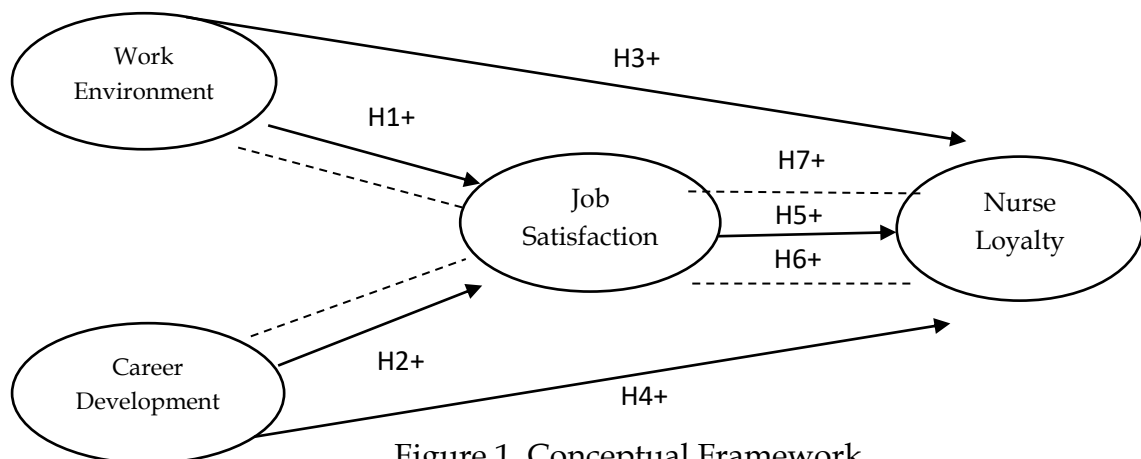 Work
Environment
H3+
H1+
H7+
Job
Satisfaction
H5+
H6+
Nurse
Loyalty
Career
Development
H2+
H4+
Figure 1. Conceptual Framework